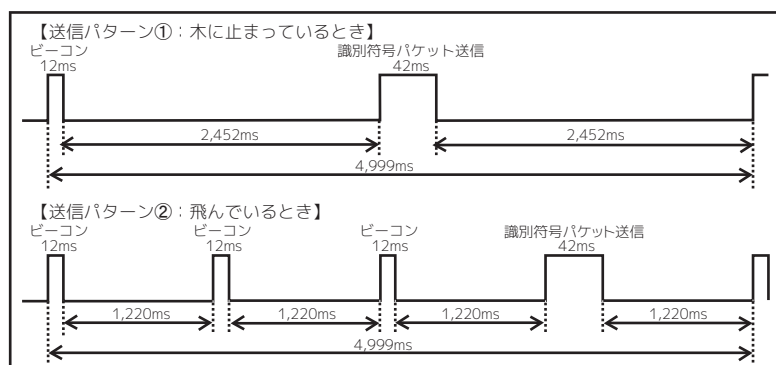 【送信パターン①：木に止まっているとき】
ビーコン 識別符号パケット送信
12ms 42ms
2,452ms 2,452ms
4,999ms
【送信パターン②：飛んでいるとき】
ビーコン ビーコン ビーコン 識別符号パケット送信
12ms 12ms 12ms 42ms
1,220ms 1,220ms 1,220ms 1,220ms
4,999ms